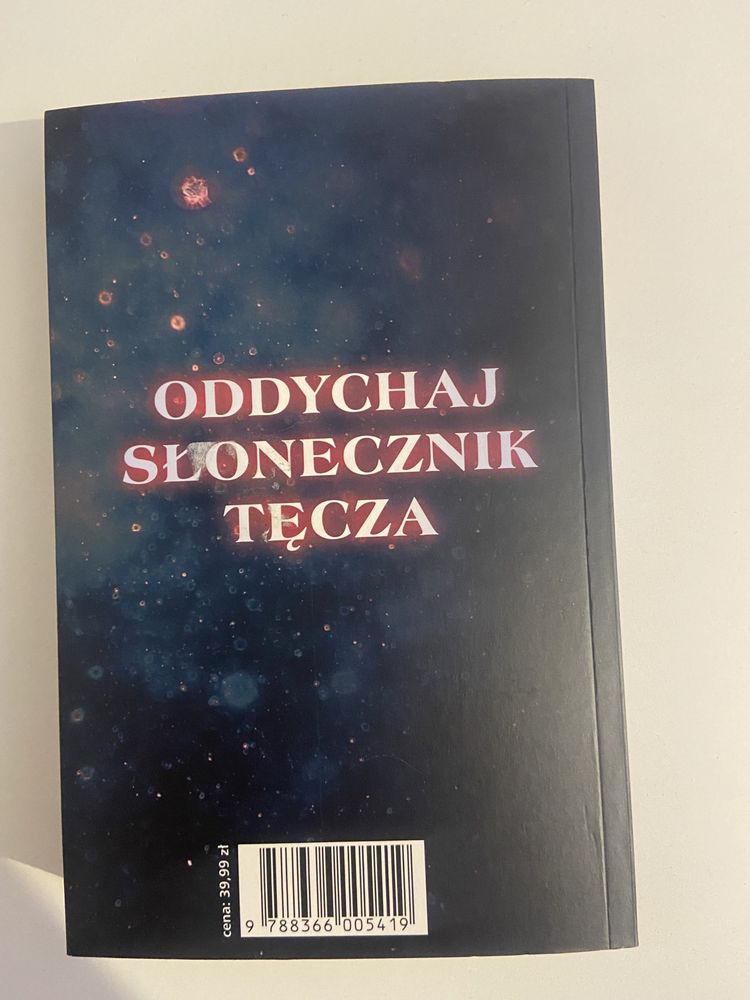 ODDYCHAJ
SŁONECZNIK
TĘCZA
cena: 39,99 zł
9 788366 005419